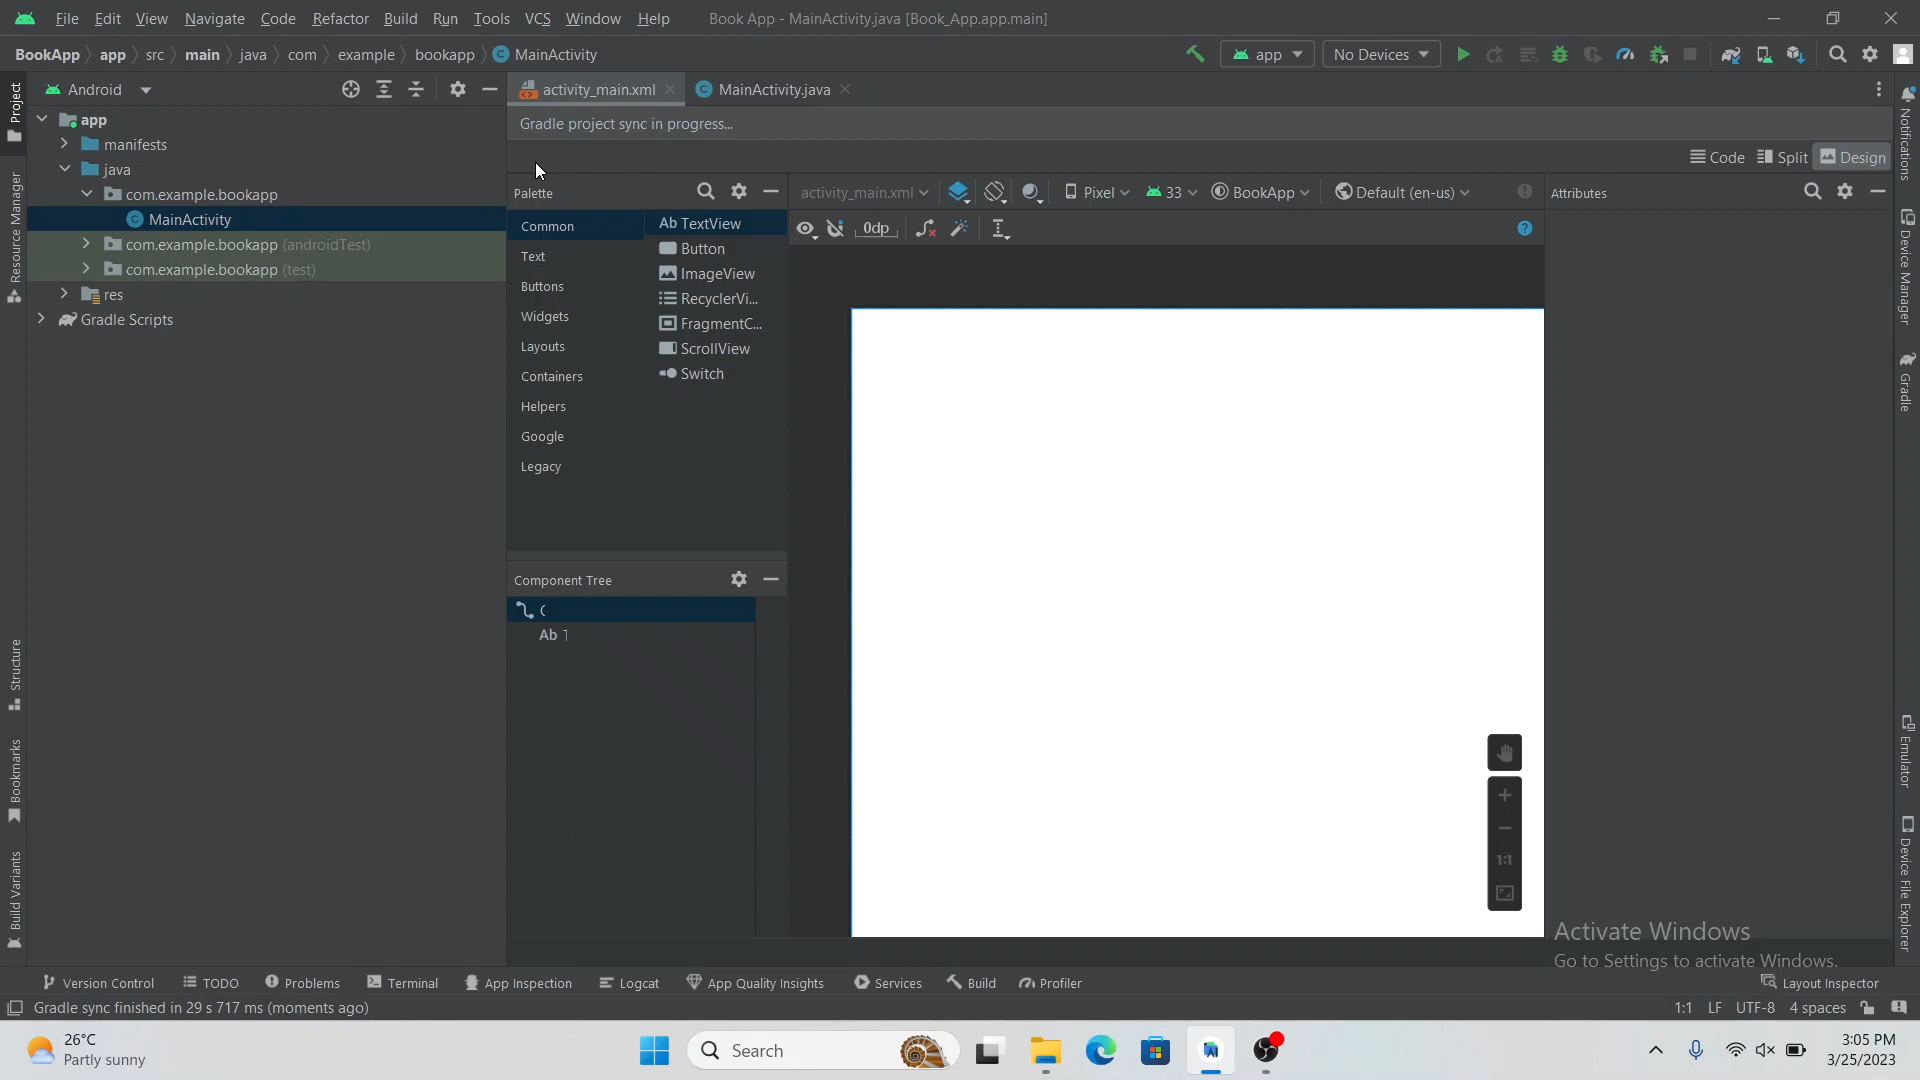 File Edit View Navigate Code Refactor Build Run Tools VCS Window Help Book App - MainActivity.java [Book_App.app.main]
BookApp app src main java com example bookapp MainActivity app No Devices
Project
Android
activity_main.xml MainActivity.java
Gradle project sync in progress...
Code Split Design
app
manifests
java
com.example.bookapp
MainActivity
com.example.bookapp (androidTest)
com.example.bookapp (test)
res
Gradle Scripts
Resource Manager
Structure
Bookmarks
Build Variants
Palette
Common
Text
Buttons
Widgets
Layouts
Containers
Helpers
Google
Legacy
Ab TextView
Button
ImageView
RecyclerVi...
FragmentC...
ScrollView
Switch
Component Tree
Ab
activity_main.xml Pixel 33 BookApp Default (en-us)
0dp
Attributes
1:1
Notifications
Device Manager
Gradle
Emulator
Device File Explorer
Activate Windows
Go to Settings to activate Windows.
Version Control TODO Problems Terminal App Inspection Logcat App Quality Insights Services Build Profiler Layout Inspector
Gradle sync finished in 29 s 717 ms (moments ago) 1:1 LF UTF-8 4 spaces
26°C
Partly sunny
Search
3:05 PM
3/25/2023